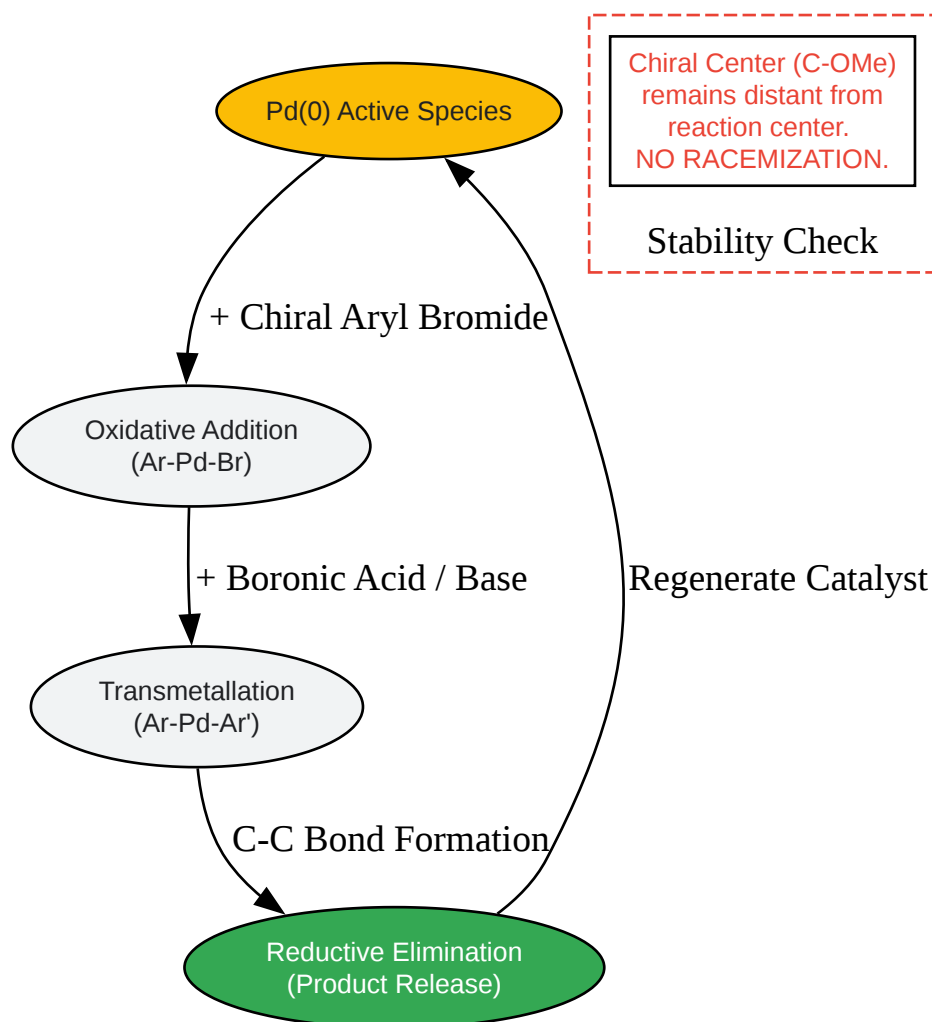 Pd(0) Active Species
Chiral Center (C-OMe)
remains distant from
reaction center.
NO RACEMIZATION.
Stability Check
+ Chiral Aryl Bromide
Oxidative Addition
(Ar-Pd-Br)
+ Boronic Acid / Base
Regenerate Catalyst
Transmetallation
(Ar-Pd-Ar')
C-C Bond Formation
Reductive Elimination
(Product Release)